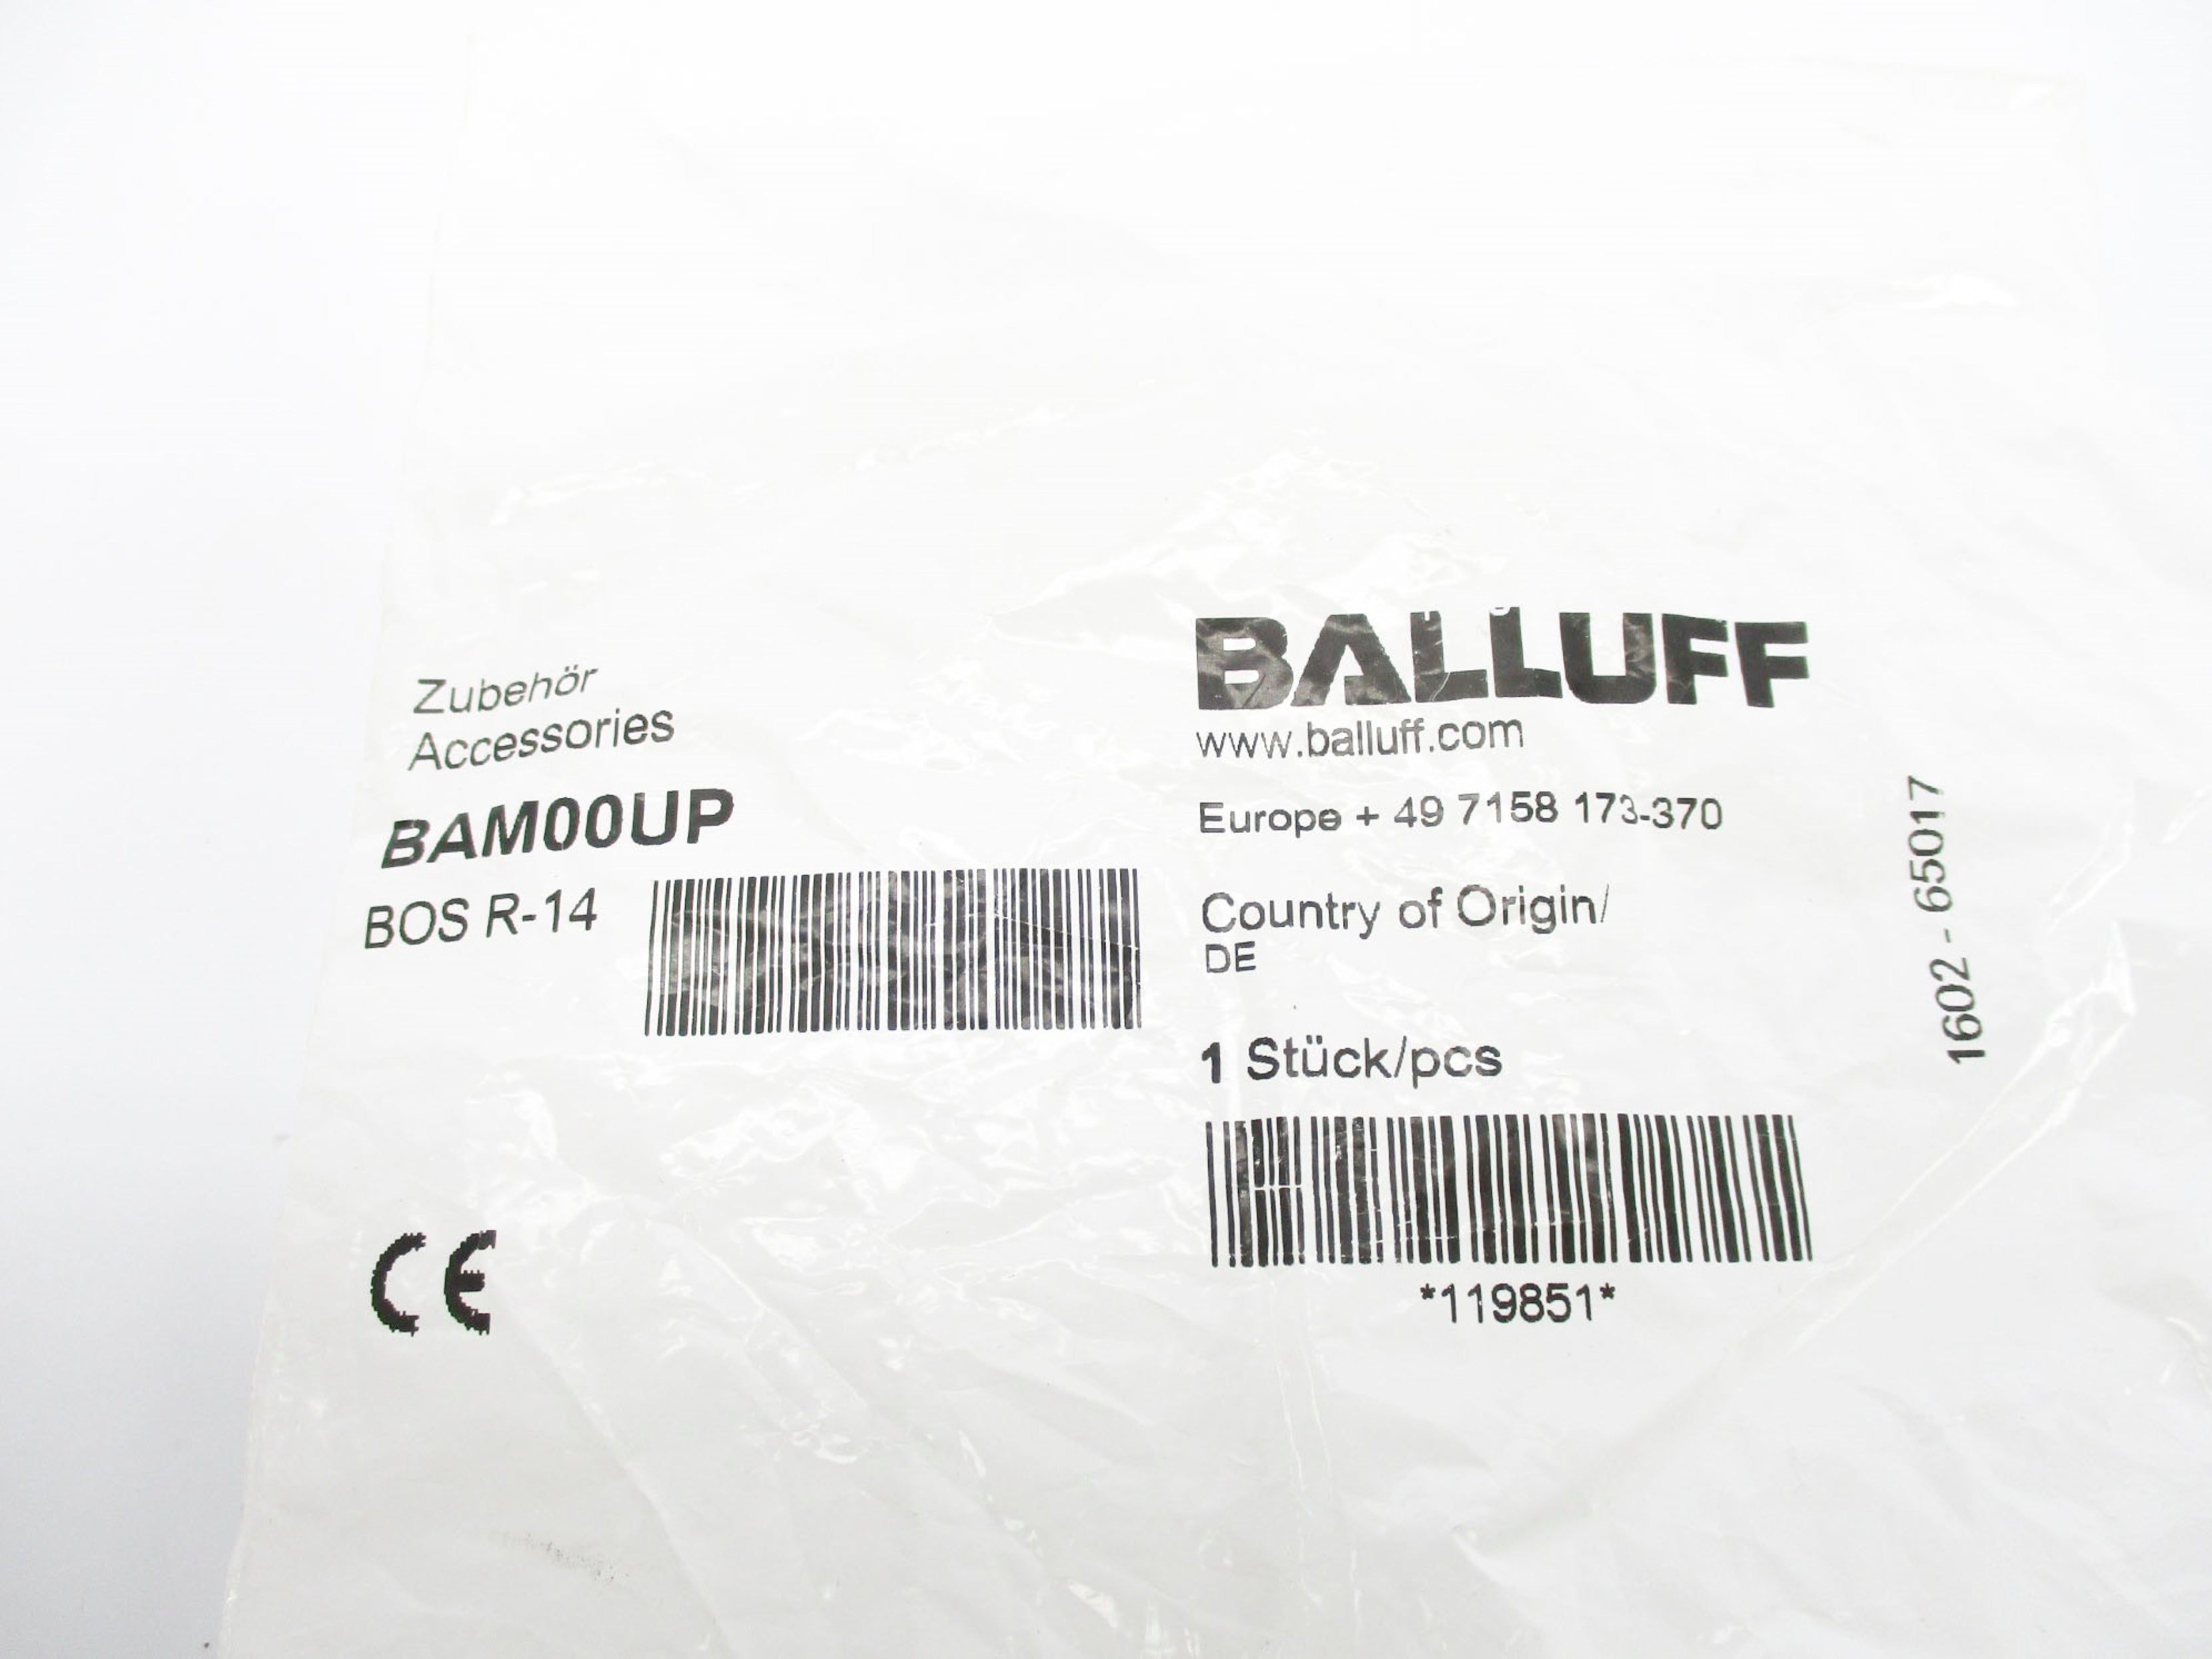 Zubehör
Accessories
BAM00UP
BOS R-14
CE
BALLUFF
www.balluff.com
Europe + 49 7158 173-370
Country of Origin/
DE
1 Stück/pcs
*119851*
1602 - 65017